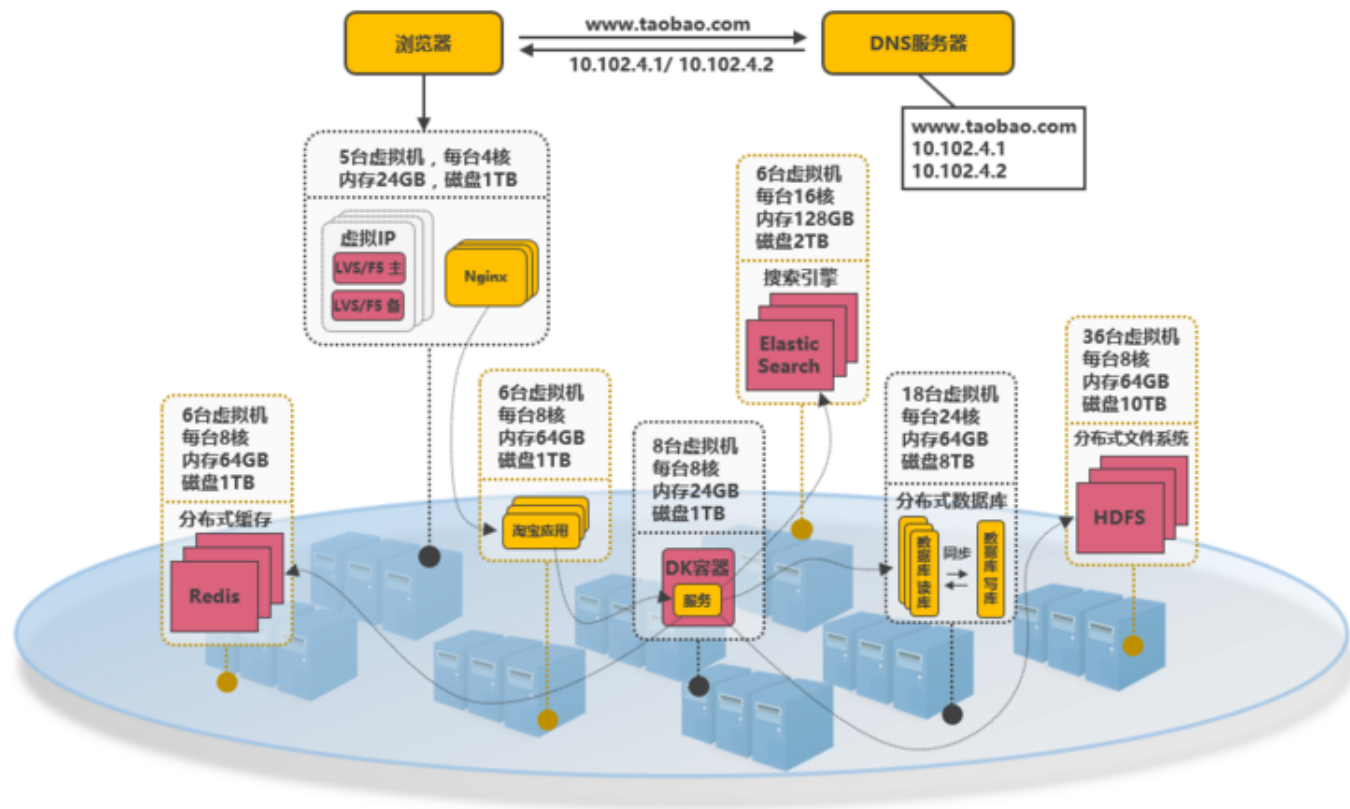 浏览器
www.taobao.com
10.102.4.1/ 10.102.4.2
DNS服务器
www.taobao.com
10.102.4.1
10.102.4.2
5台虚拟机，每台4核
内存24GB，磁盘1TB
虚拟IP
LVS/F5 主
LVS/F5 备
Nginx
6台虚拟机
每台16核
内存128GB
磁盘2TB
搜索引擎
Elastic
Search
36台虚拟机
每台8核
内存64GB
磁盘10TB
分布式文件系统
HDFS
6台虚拟机
每台8核
内存64GB
磁盘1TB
分布式缓存
Redis
6台虚拟机
每台8核
内存64GB
磁盘1TB
淘宝应用
8台虚拟机
每台8核
内存24GB
磁盘1TB
DK容器
服务
18台虚拟机
每台24核
内存64GB
磁盘8TB
分布式数据库
数据库 读库
同步
数据库 写库